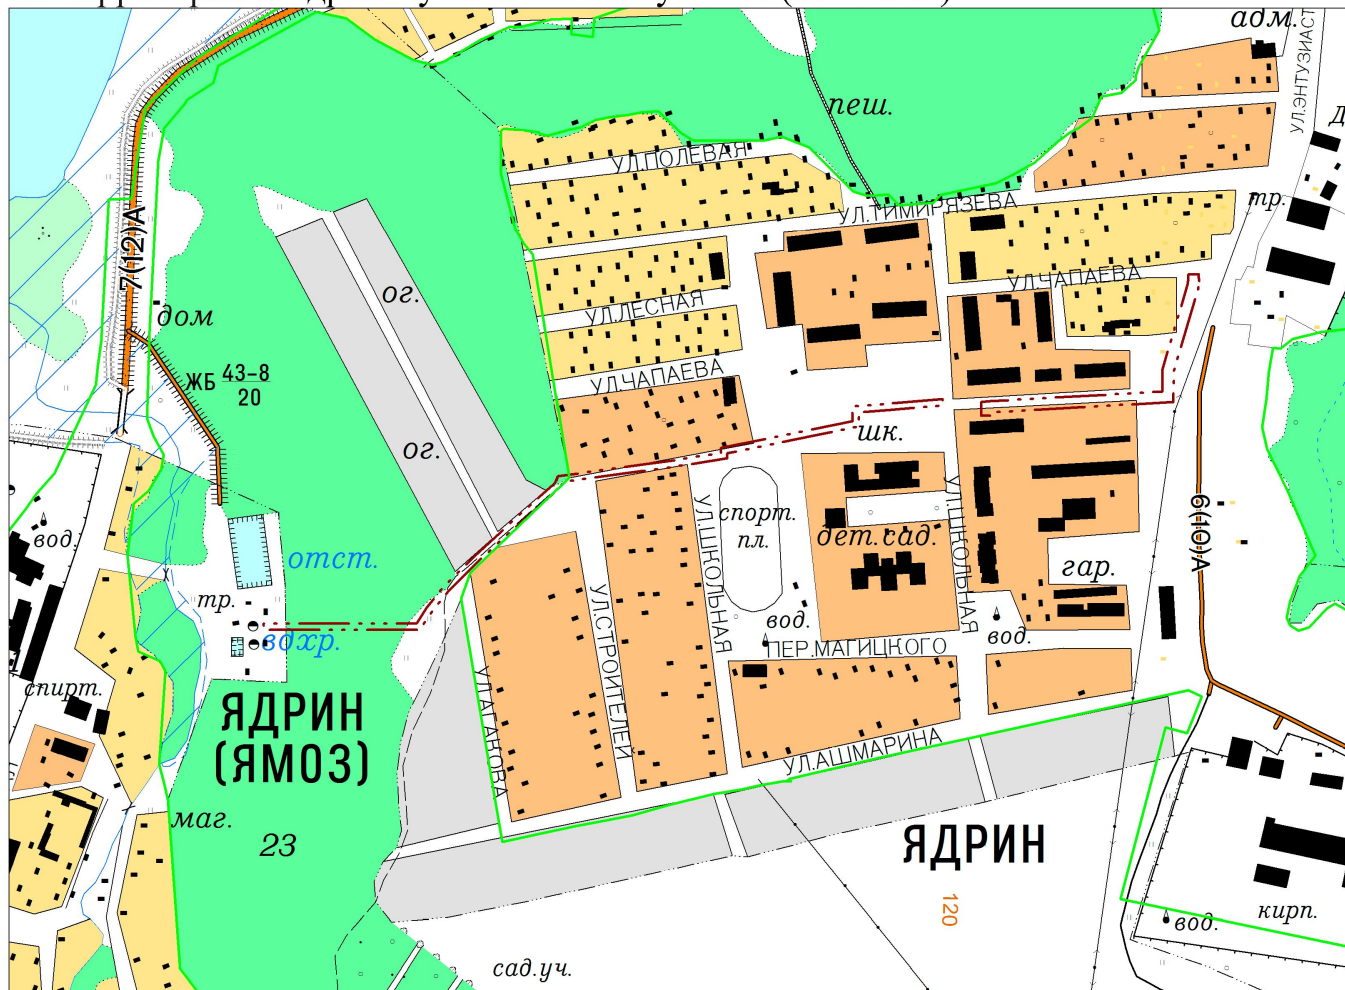 адм.
УЛ.ЭНТУЗИАСТ
пеш.
УЛ.ПОЛЕВАЯ
УЛ.ТИМИРЯЗЕВА
тр.
7(12)А
УЛ.ЧАПАЕВА
ог.
дом
УЛ.ЛЕСНАЯ
ЖБ 43-8
20
УЛ.ЧАПАЕВА
ог.
шк.
вод.
УЛ.ШКОЛЬНАЯ
спорт.
пл.
дет.сад.
УЛ.ШКОЛЬНАЯ
6(10)А
отст.
гар.
тр.
УЛ.СТРОИТЕЛЕЙ
вод.
вод.
вдхр.
ПЕР.МАГИЦКОГО
спирт.
ЯДРИН
(ЯМОЗ)
УЛ.АШМАРИНА
маг.
23
ЯДРИН
120
кирп.
вод.
сад.уч.